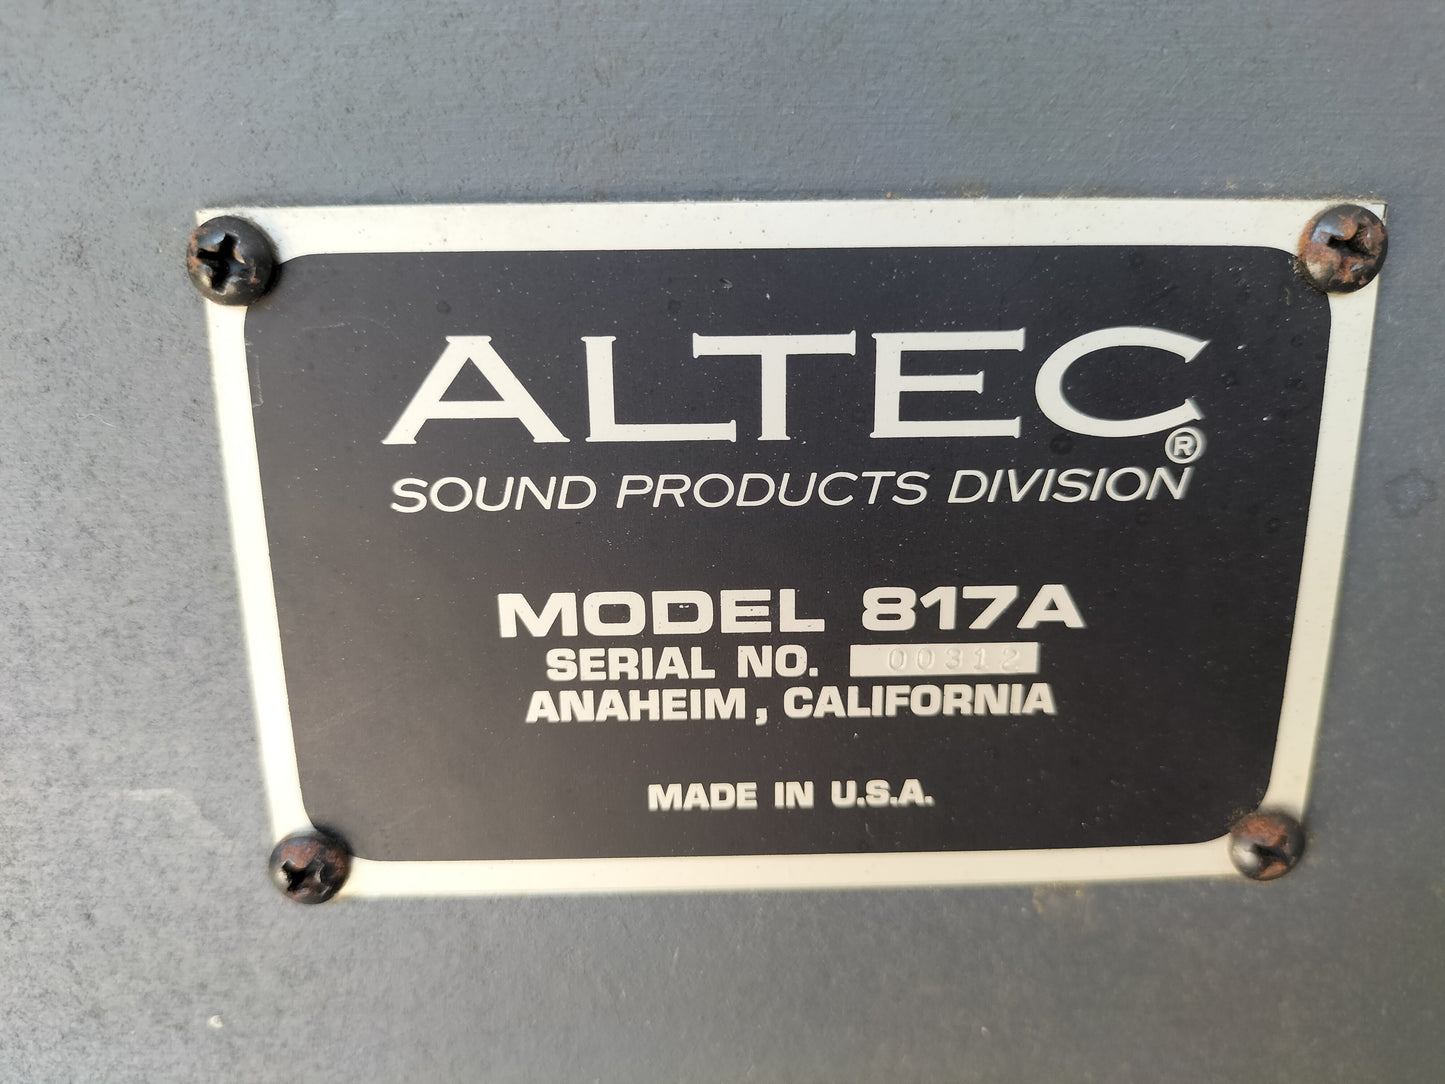 ALTEC®
SOUND PRODUCTS DIVISION
MODEL 817A
SERIAL NO. 00312
ANAHEIM, CALIFORNIA
MADE IN U.S.A.